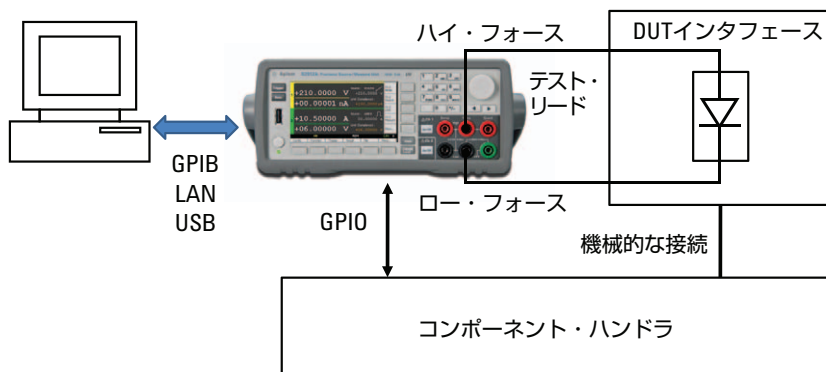 ハイ・フォース
DUTインタフェース
テスト・
リード
Agilent
+210.0000 V
+00.00001 nA
+10.50000 A
+06.00000 V
GPIB
LAN
USB
GPIO
ロー・フォース
機械的な接続
コンポーネント・ハンドラ